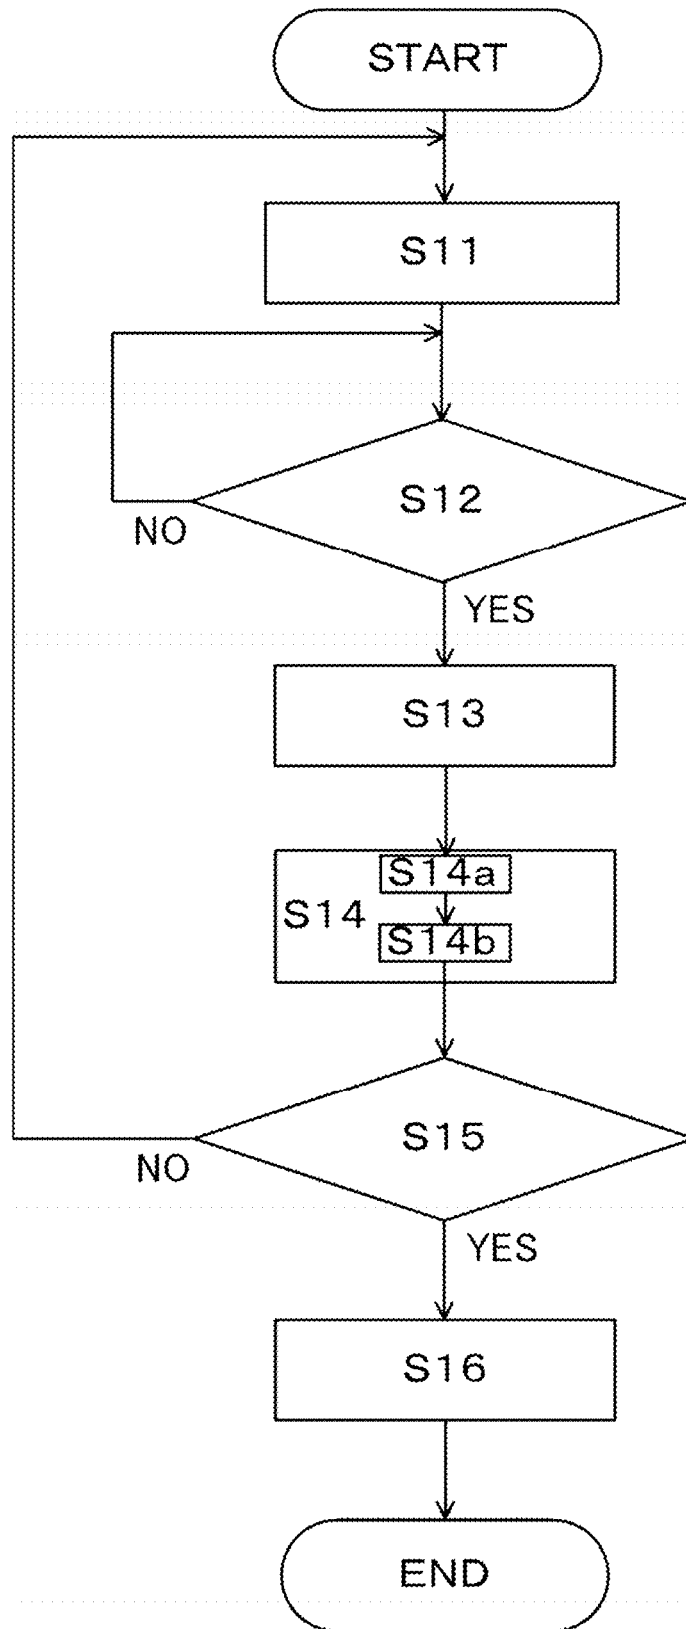 START
S11
S12
NO
YES
S13
S14a
S14
S14b
S15
NO
YES
S16
END